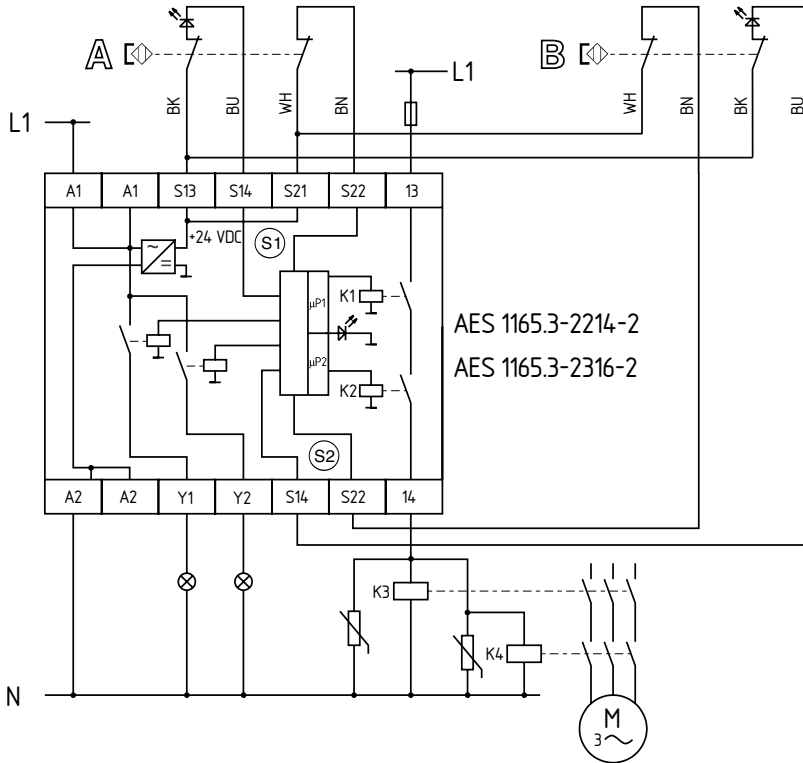 A
B
BK
BU
WH
BN
WH
BN
BK
BU
L1
L1
A1
A1
S13
S14
S21
S22
13
+24 VDC
S1
K1
µP1
µP2
K2
AES 1165.3-2214-2
AES 1165.3-2316-2
S2
A2
A2
Y1
Y2
S14
S22
14
K3
K4
N
M
3